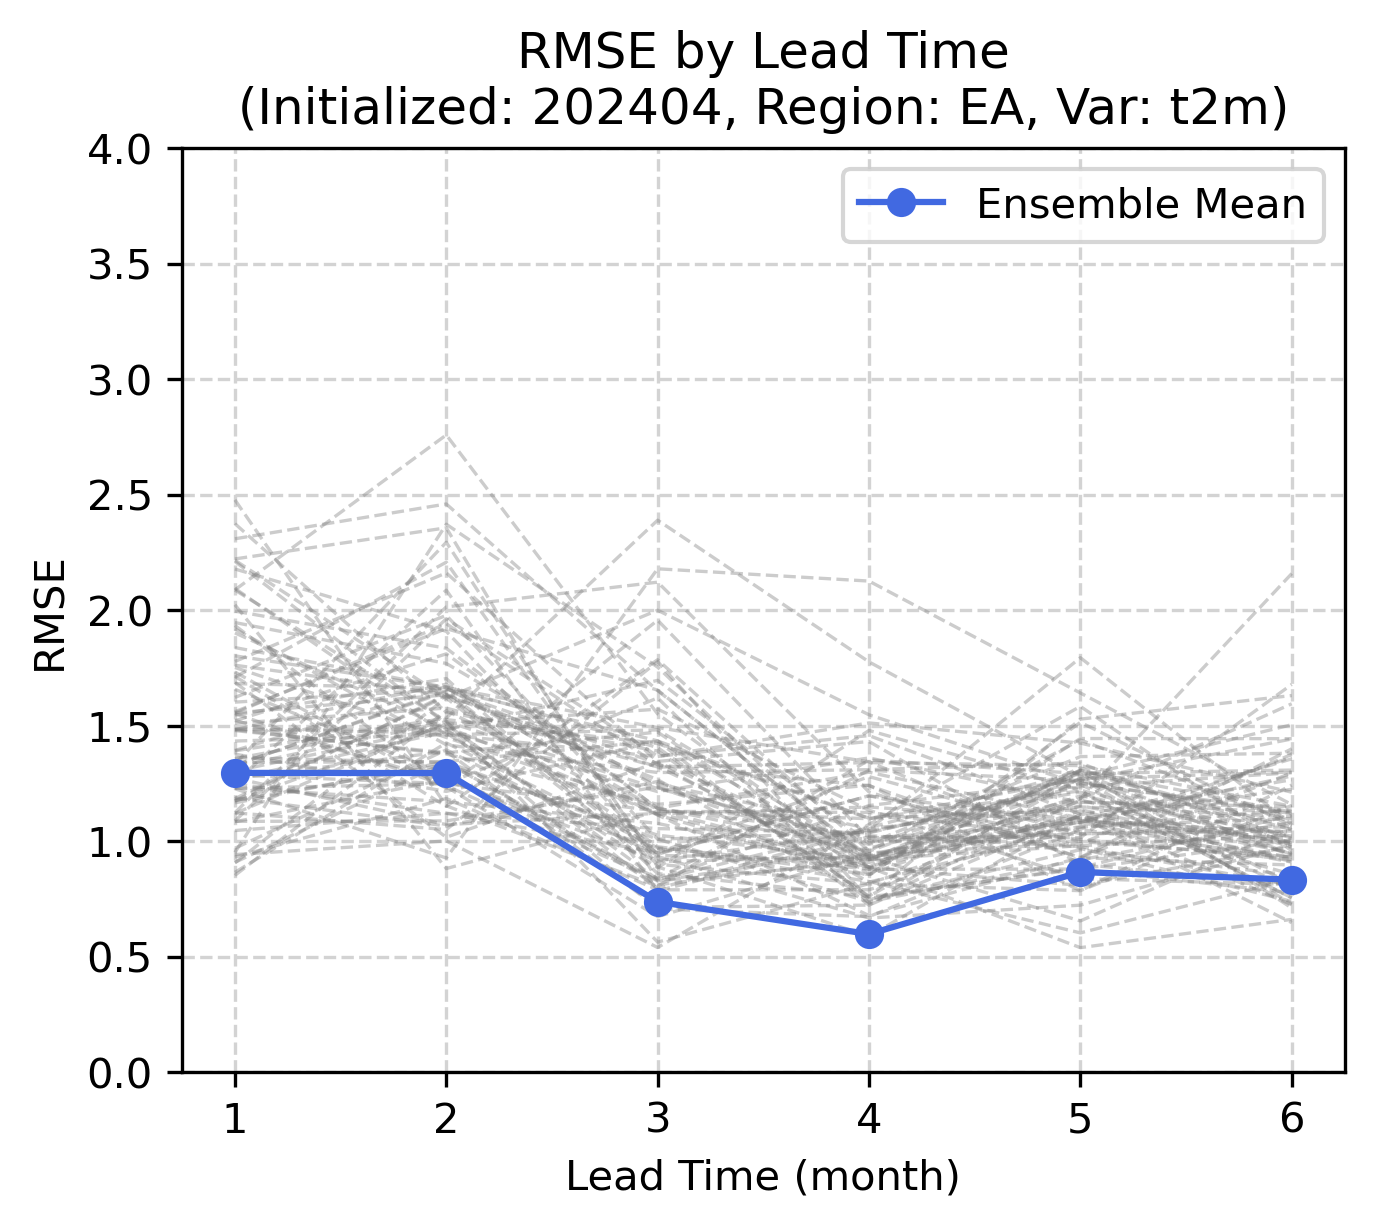 RMSE by Lead Time
(Initialized: 202404, Region: EA, Var: t2m)
Ensemble Mean
RMSE
4.0
3.5
3.0
2.5
2.0
1.5
1.0
0.5
0.0
1 2 3 4 5 6
Lead Time (month)